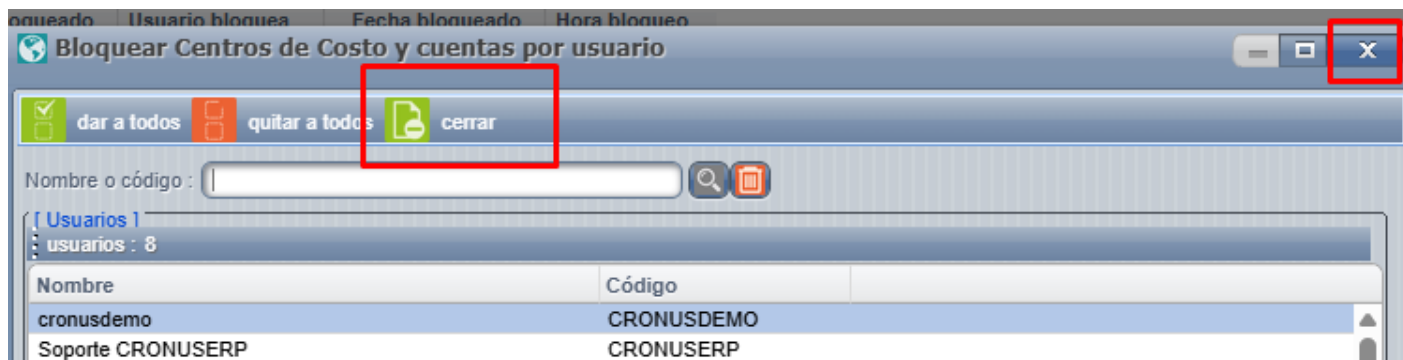 oqueado Usuario bloquea Fecha bloqueado Hora bloqueo
Bloquear Centros de Costo y cuentas por usuario
dar a todos quitar a todos cerrar
Nombre o código :
[ Usuarios ]
usuarios : 8
Nombre Código
cronusdemo CRONUSDEMO
Soporte CRONUSERP CRONUSERP